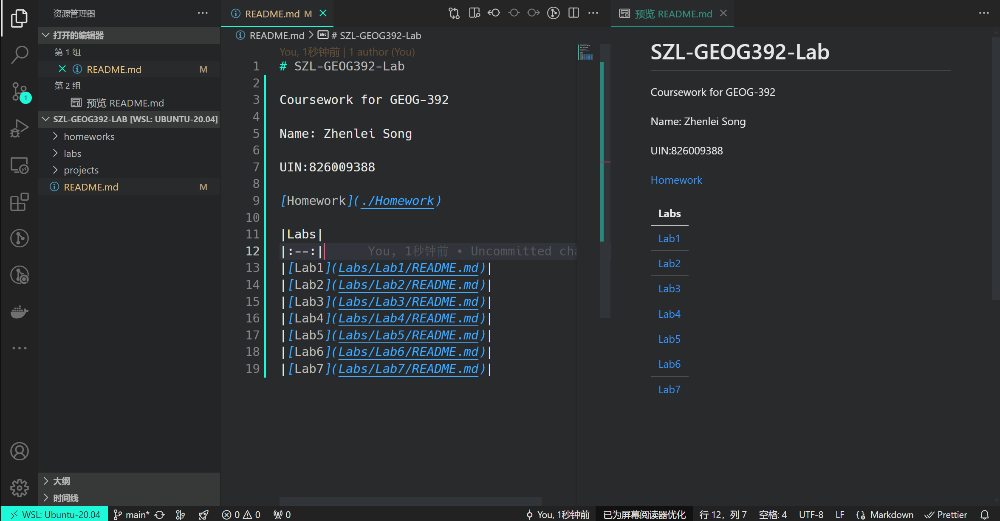 资源管理器
打开的编辑器
第 1 组
README.md M
第 2 组
预览 README.md
SZL-GEOG392-LAB [WSL: UBUNTU-20.04]
homeworks
labs
projects
README.md M
大纲
时间线
1
README.md M
README.md > # SZL-GEOG392-Lab
You, 1秒钟前 | 1 author (You)
1 # SZL-GEOG392-Lab
2
3 Coursework for GEOG-392
4
5 Name: Zhenlei Song
6
7 UIN:826009388
8
9 [Homework](./Homework)
10
11 |Labs|
12 |:--:| You, 1秒钟前 • Uncommitted cha
13 |[Lab1](Labs/Lab1/README.md)|
14 |[Lab2](Labs/Lab2/README.md)|
15 |[Lab3](Labs/Lab3/README.md)|
16 |[Lab4](Labs/Lab4/README.md)|
17 |[Lab5](Labs/Lab5/README.md)|
18 |[Lab6](Labs/Lab6/README.md)|
19 |[Lab7](Labs/Lab7/README.md)|
预览 README.md
SZL-GEOG392-Lab
Coursework for GEOG-392
Name: Zhenlei Song
UIN:826009388
Homework
Labs
Lab1
Lab2
Lab3
Lab4
Lab5
Lab6
Lab7
WSL: Ubuntu-20.04 main* 0 0 0 You, 1秒钟前 已为屏幕阅读器优化 行 12，列 7 空格: 4 UTF-8 LF Markdown Prettier